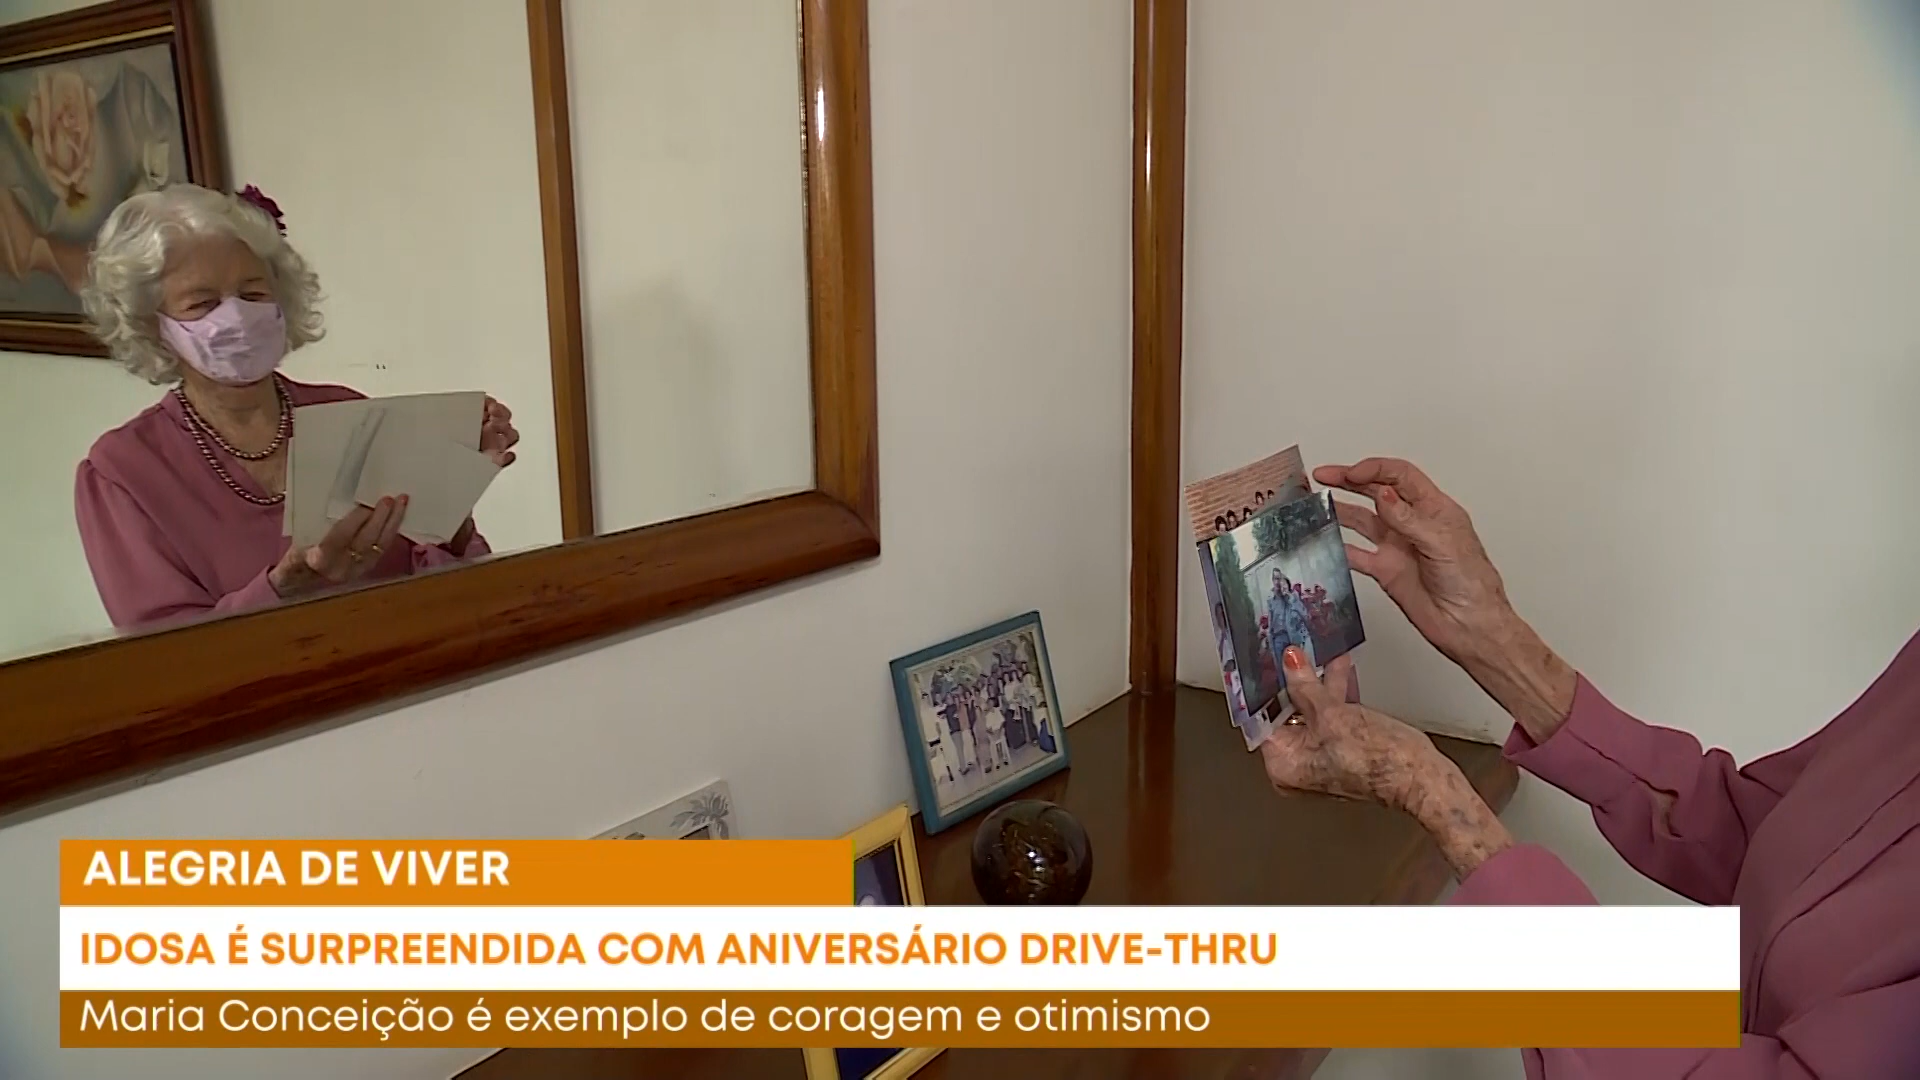 ALEGRIA DE VIVER
IDOSA É SURPREENDIDA COM ANIVERSÁRIO DRIVE-THRU
Maria Conceição é exemplo de coragem e otimismo